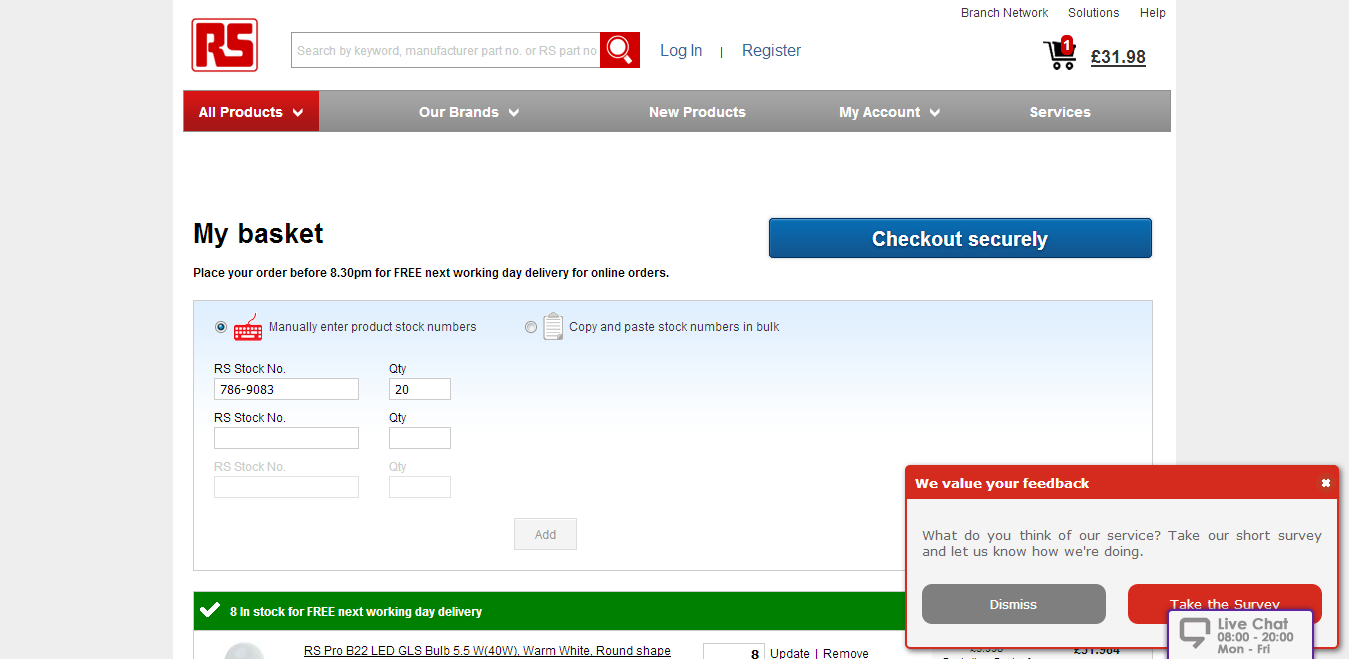 Branch Network Solutions Help
RS
Search by keyword, manufacturer part no. or RS part no
Log In | Register
1
£31.98
All Products Our Brands New Products My Account Services
My basket
Checkout securely
Place your order before 8.30pm for FREE next working day delivery for online orders.
Manually enter product stock numbers
Copy and paste stock numbers in bulk
RS Stock No. Qty
786-9083 20
RS Stock No. Qty
RS Stock No. Qty
Add
8 In stock for FREE next working day delivery
RS Pro B22 LED GLS Bulb 5.5 W(40W), Warm White, Round shape
8 Update | Remove
We value your feedback
What do you think of our service? Take our short survey
and let us know how we're doing.
Dismiss
Take the Survey
Live Chat
08:00 - 20:00
Mon - Fri